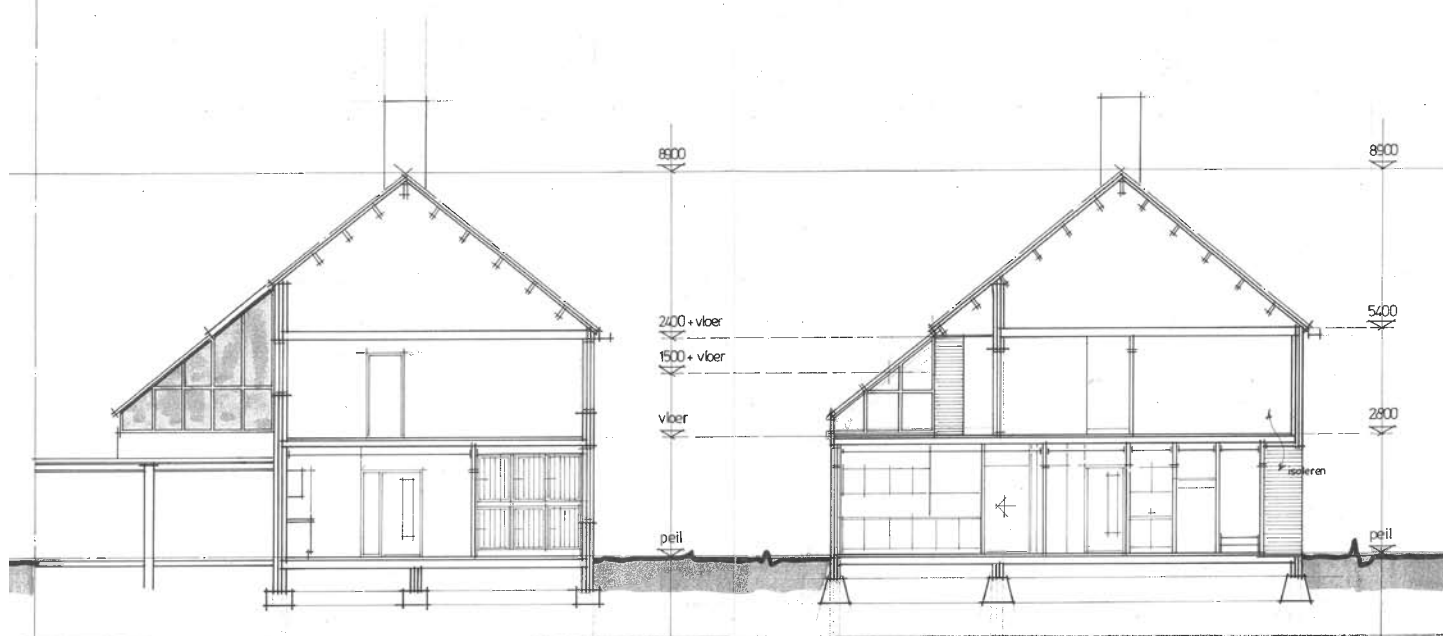 8900
2400 + vloer
1500 + vloer
vloer
peil
8900
5400
2800
isoleren
peil